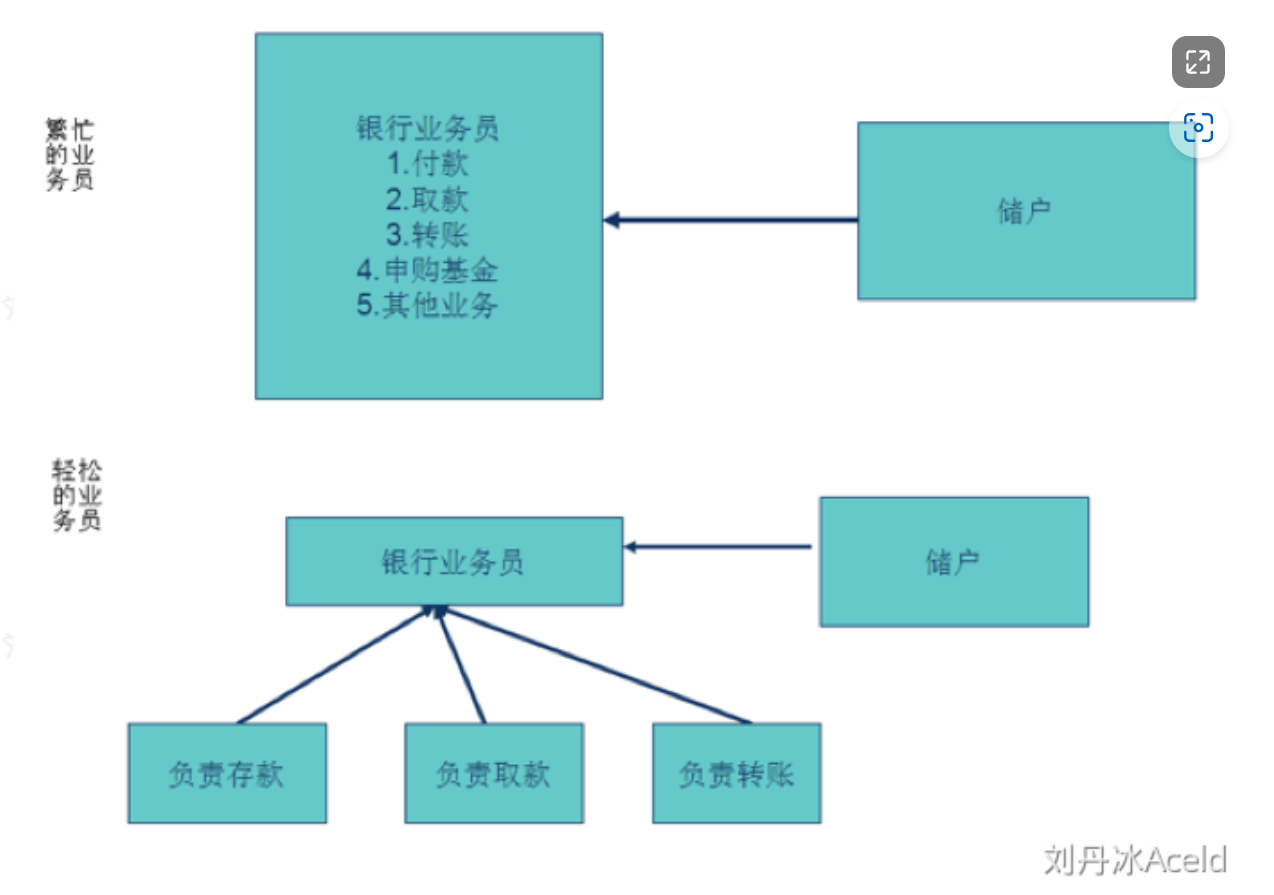 繁忙
的业
务员
银行业务员
1.付款
2.取款
3.转账
4.申购基金
5.其他业务
储户
轻松
的业
务员
银行业务员
储户
负责存款
负责取款
负责转账
刘丹冰Aceld